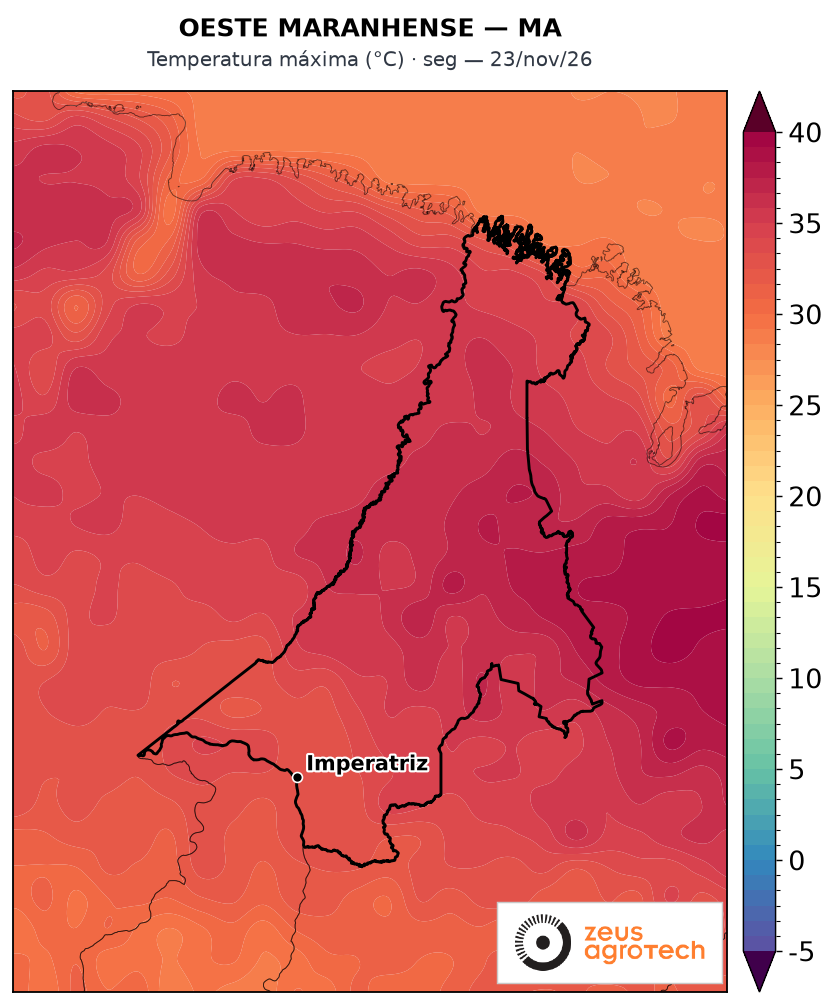 OESTE MARANHENSE — MA
Temperatura máxima (°C) · seg — 23/nov/26
40
35
30
25
20
15
10
5
0
-5
Imperatriz
zeus
agrotech